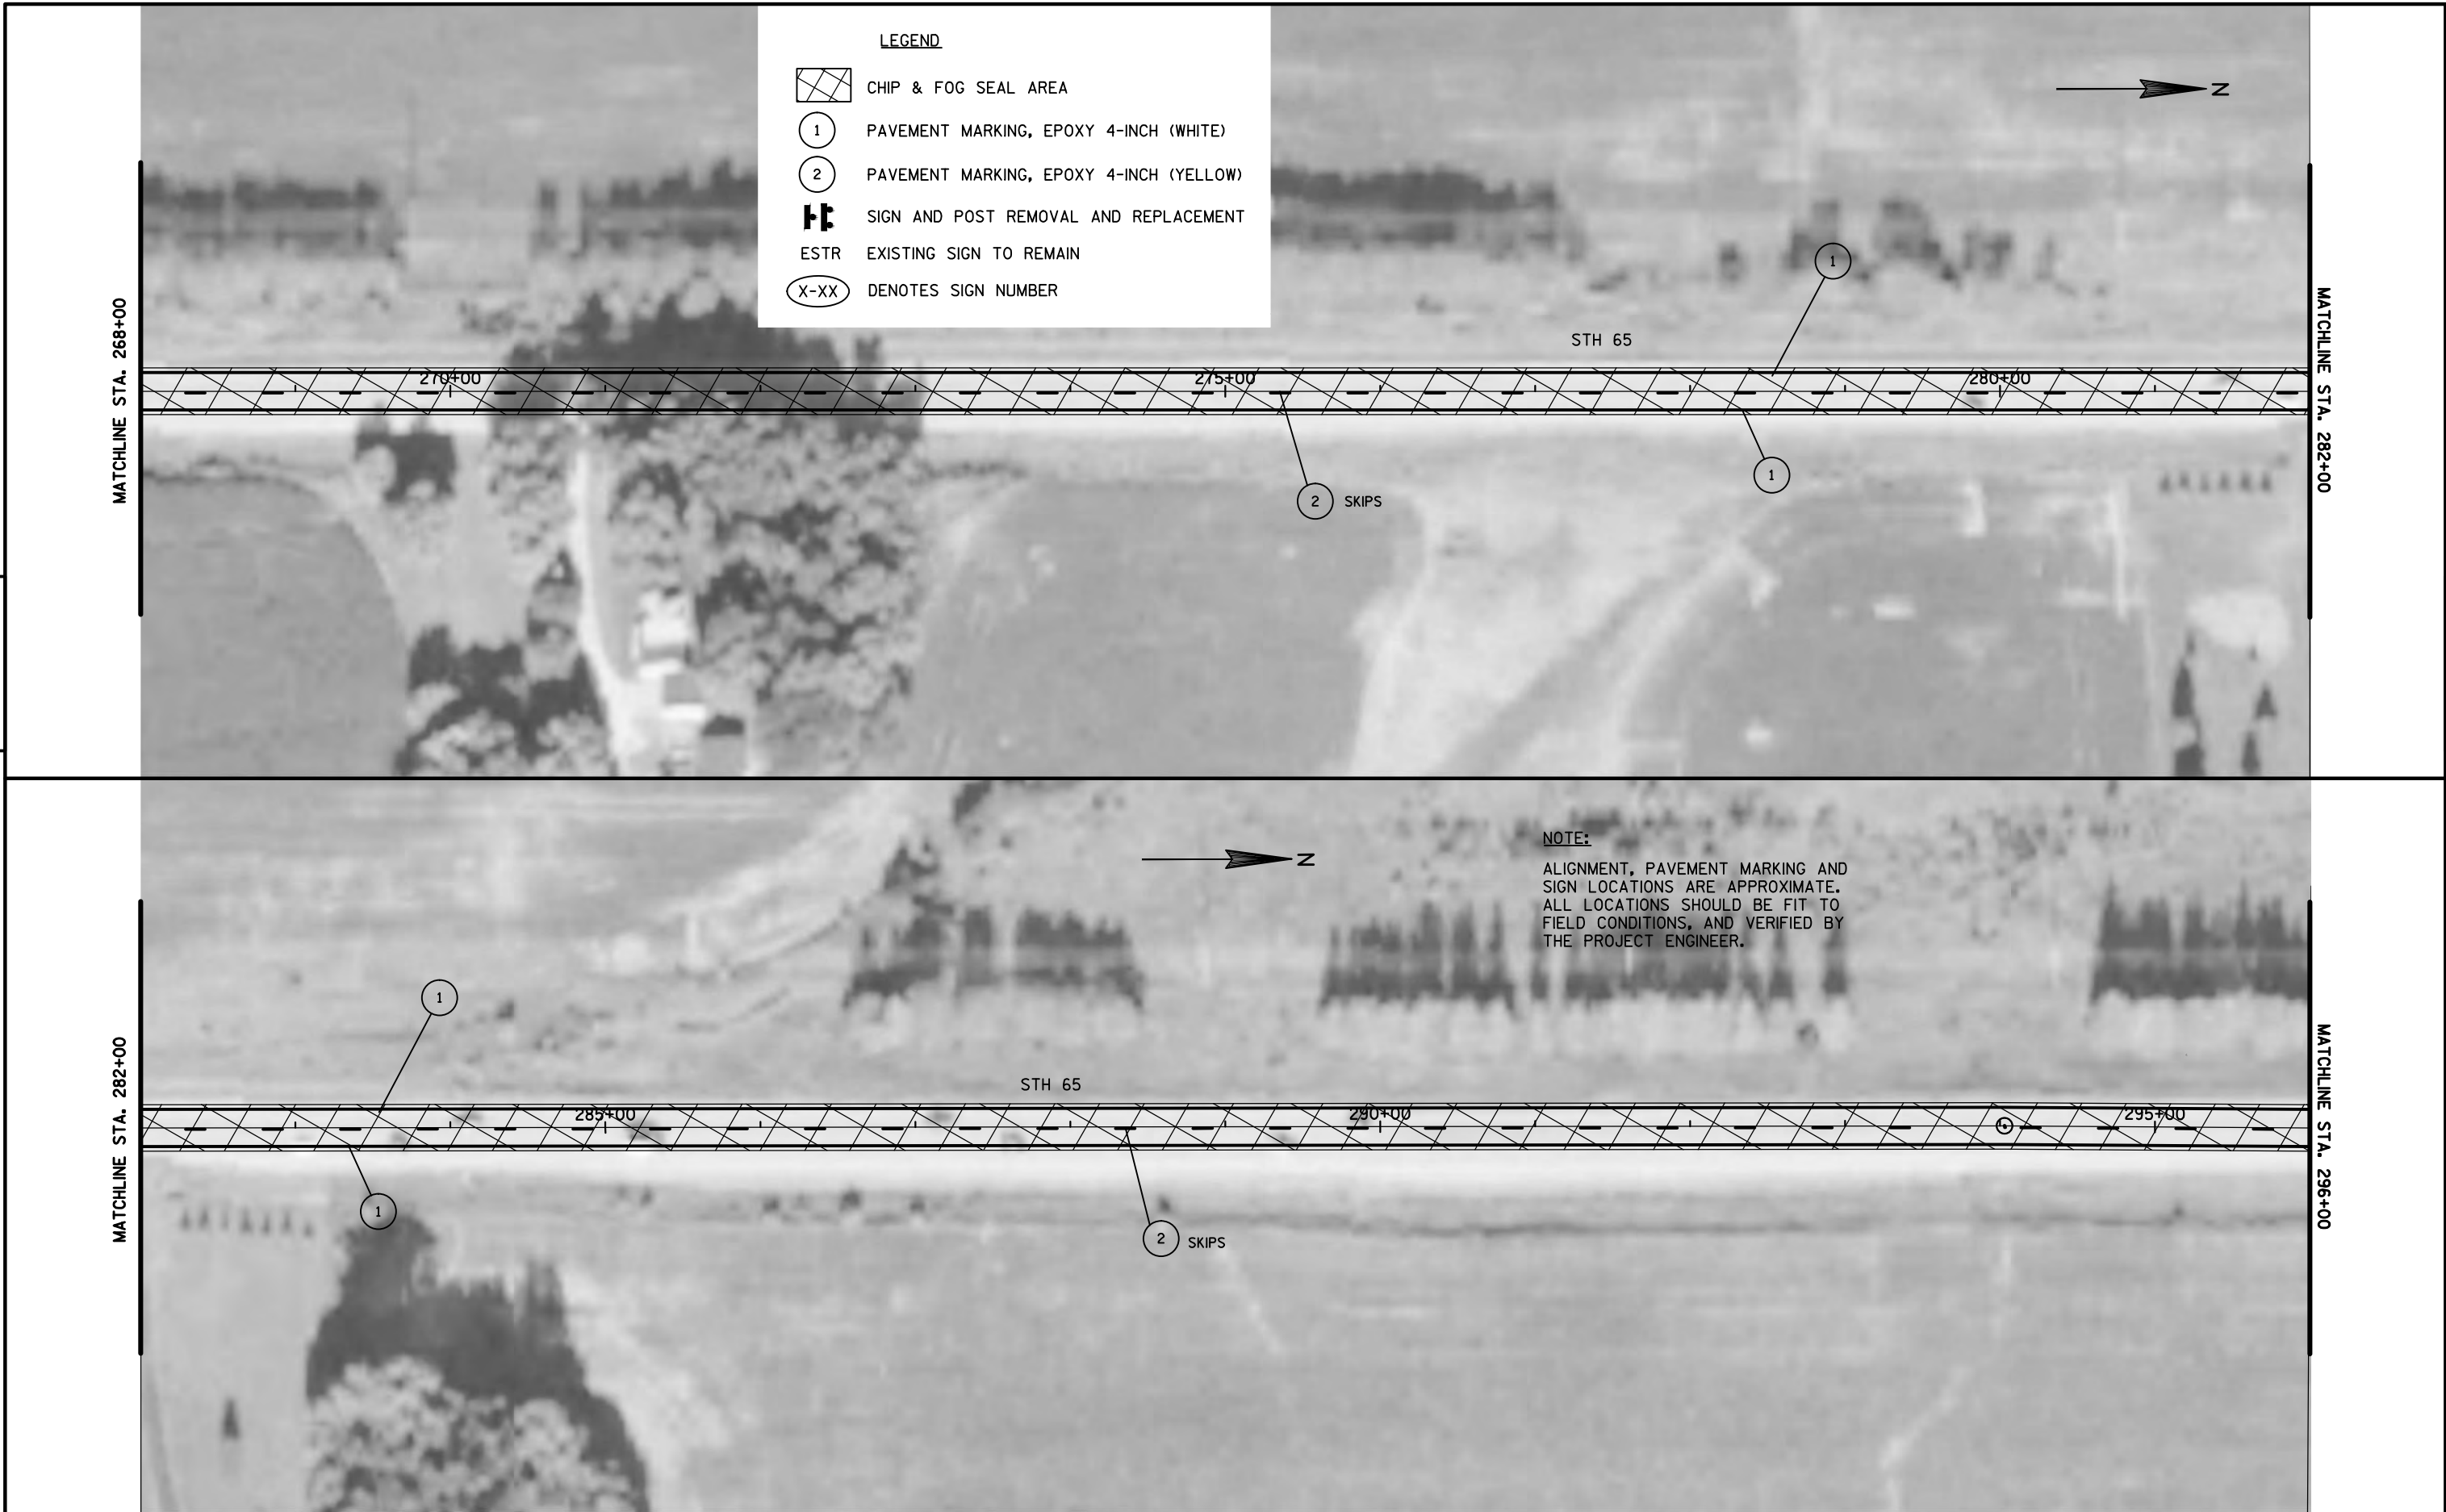 LEGEND
CHIP & FOG SEAL AREA
1 PAVEMENT MARKING, EPOXY 4-INCH (WHITE)
2 PAVEMENT MARKING, EPOXY 4-INCH (YELLOW)
SIGN AND POST REMOVAL AND REPLACEMENT
ESTR EXISTING SIGN TO REMAIN
X-XX DENOTES SIGN NUMBER
N
1
STH 65
MATCHLINE STA. 268+00
270+00
275+00
280+00
MATCHLINE STA. 282+00
1
2 SKIPS
NOTE:
ALIGNMENT, PAVEMENT MARKING AND
SIGN LOCATIONS ARE APPROXIMATE.
ALL LOCATIONS SHOULD BE FIT TO
FIELD CONDITIONS, AND VERIFIED BY
THE PROJECT ENGINEER.
N
1
STH 65
MATCHLINE STA. 282+00
285+00
290+00
295+00
MATCHLINE STA. 296+00
1
2 SKIPS